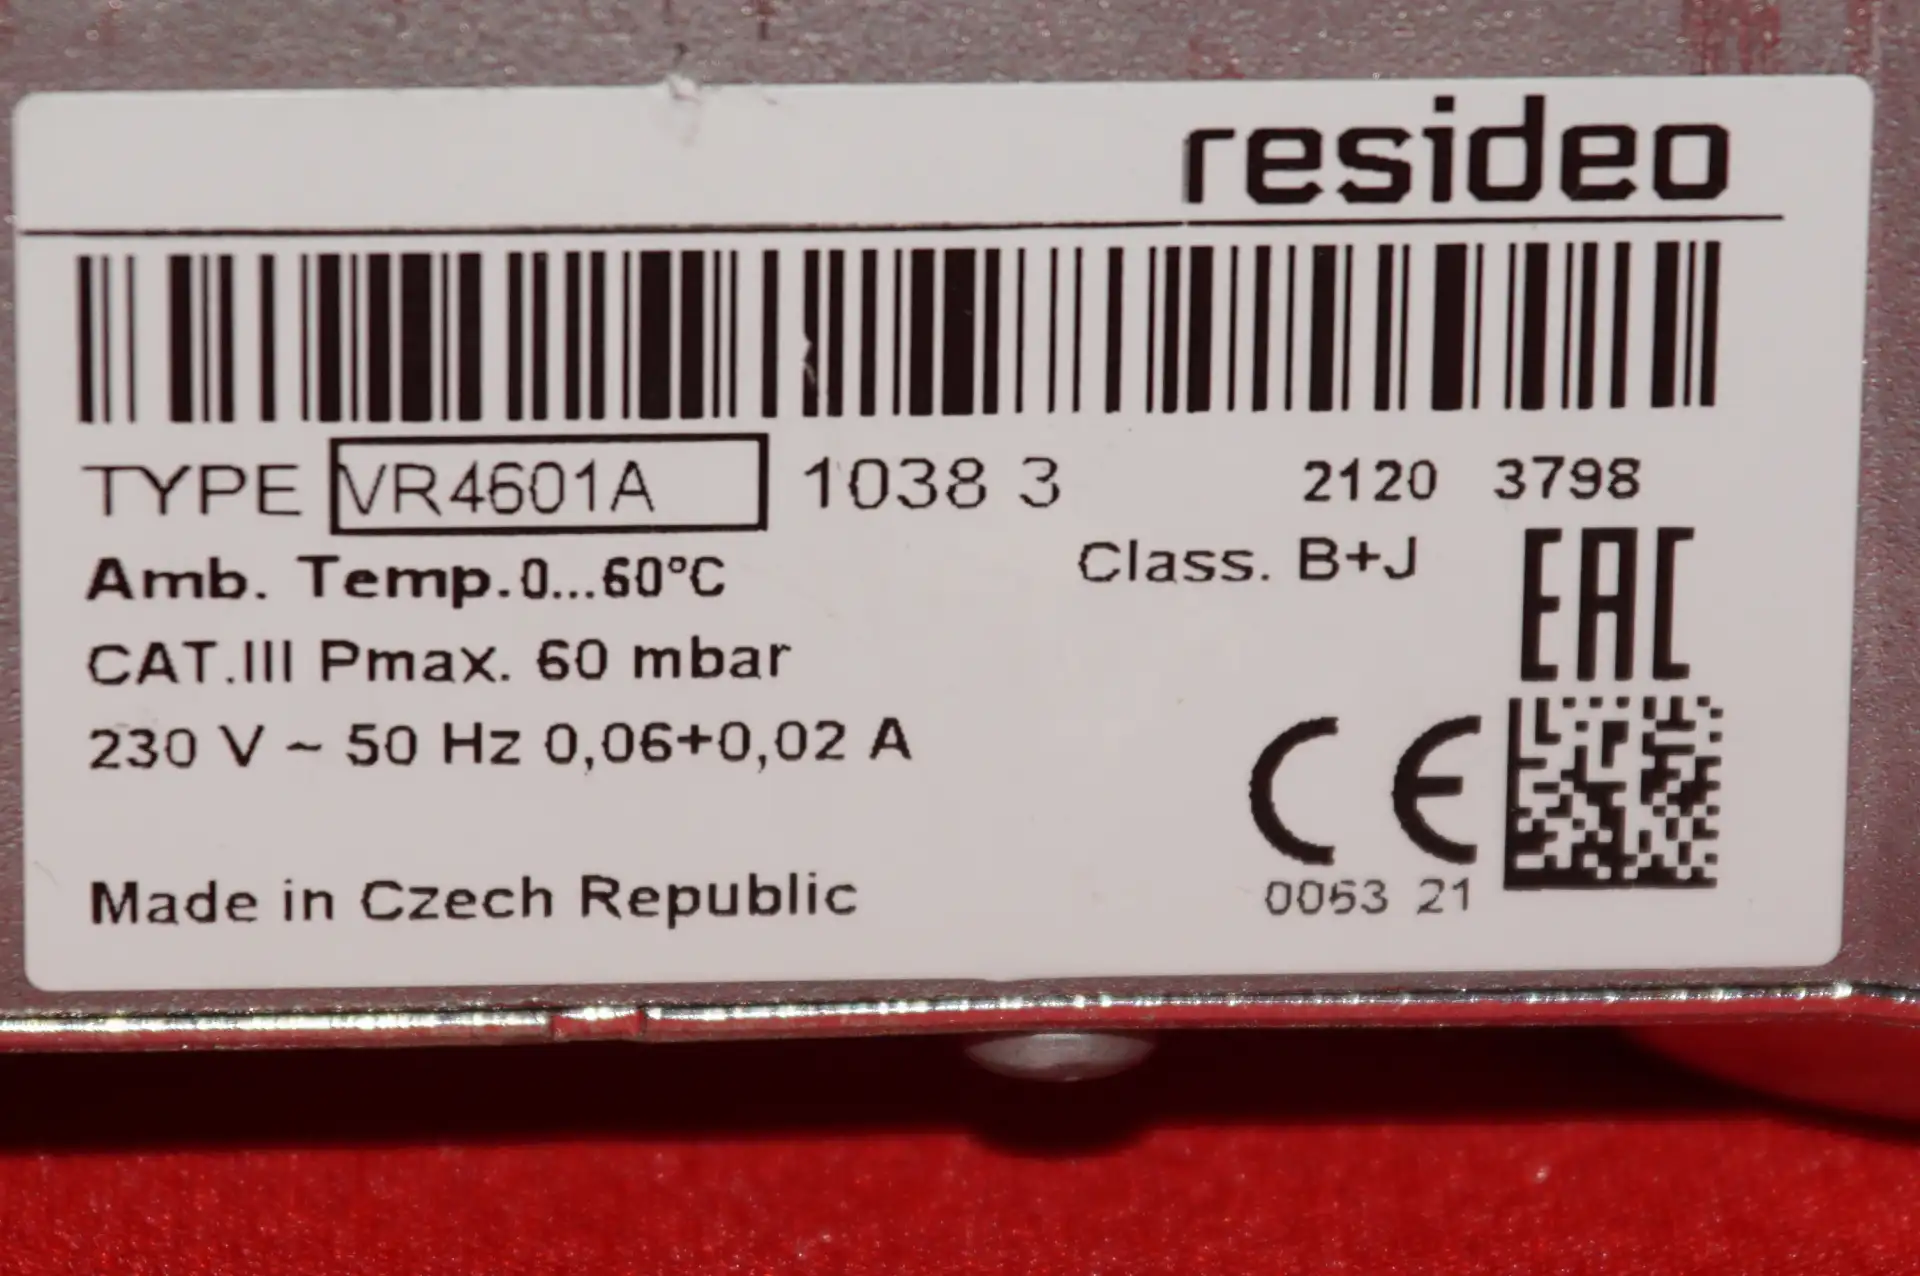 resideo
TYPE VR4601A 1038 3 2120 3798
Amb. Temp.0...60°C Class. B+J
EAC
CAT.III Pmax. 60 mbar
230 V ~ 50 Hz 0,06+0,02 A
CE
0063 21
Made in Czech Republic